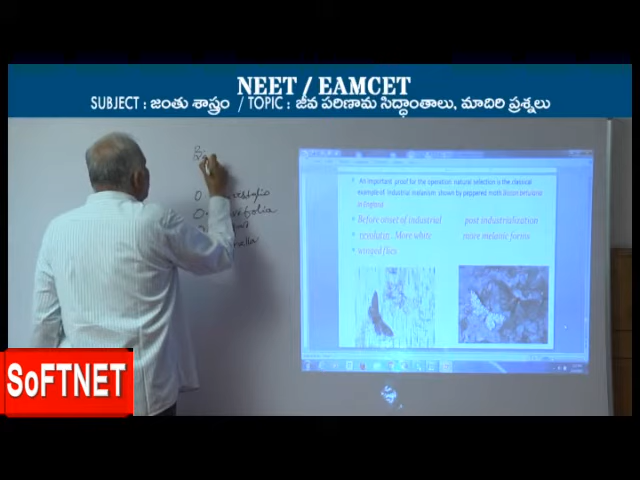 NEET / EAMCET
SUBJECT : జంతు శాస్త్రం / TOPIC : జీవ పరిణామ సిద్ధాంతాలు, మాదిరి ప్రశ్నలు
An important proof for the operation natural selection is the classical
example of Industrial melanism shown by peppered moth Biston betularia
in England
Before onset of industrial post industrialization
revolution. More white more melanic forms
winged flies
SoFTNET